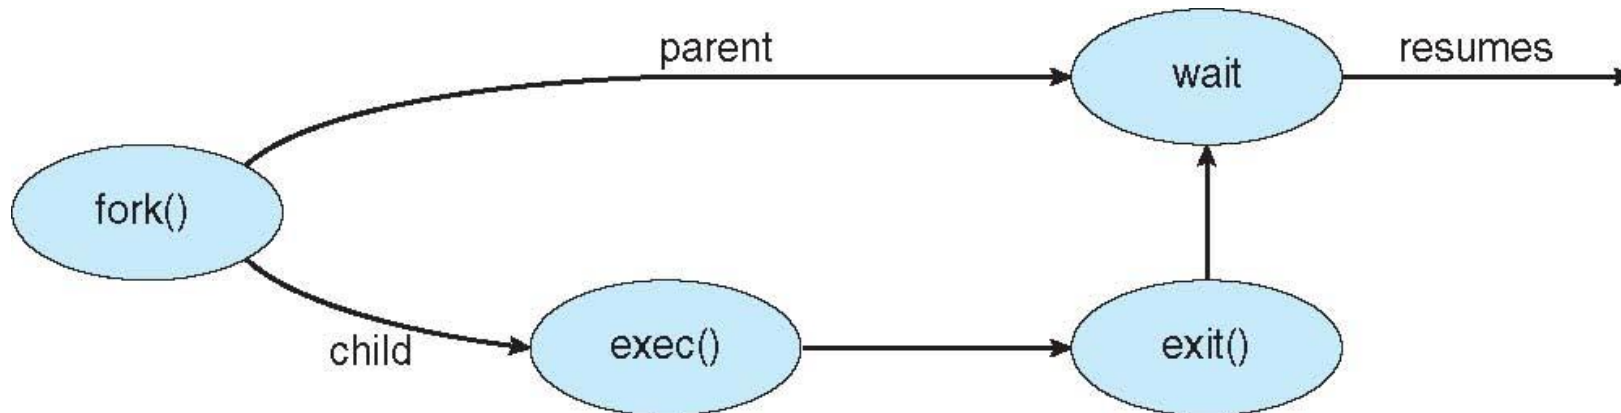 parent
wait
resumes
fork()
child
exec()
exit()